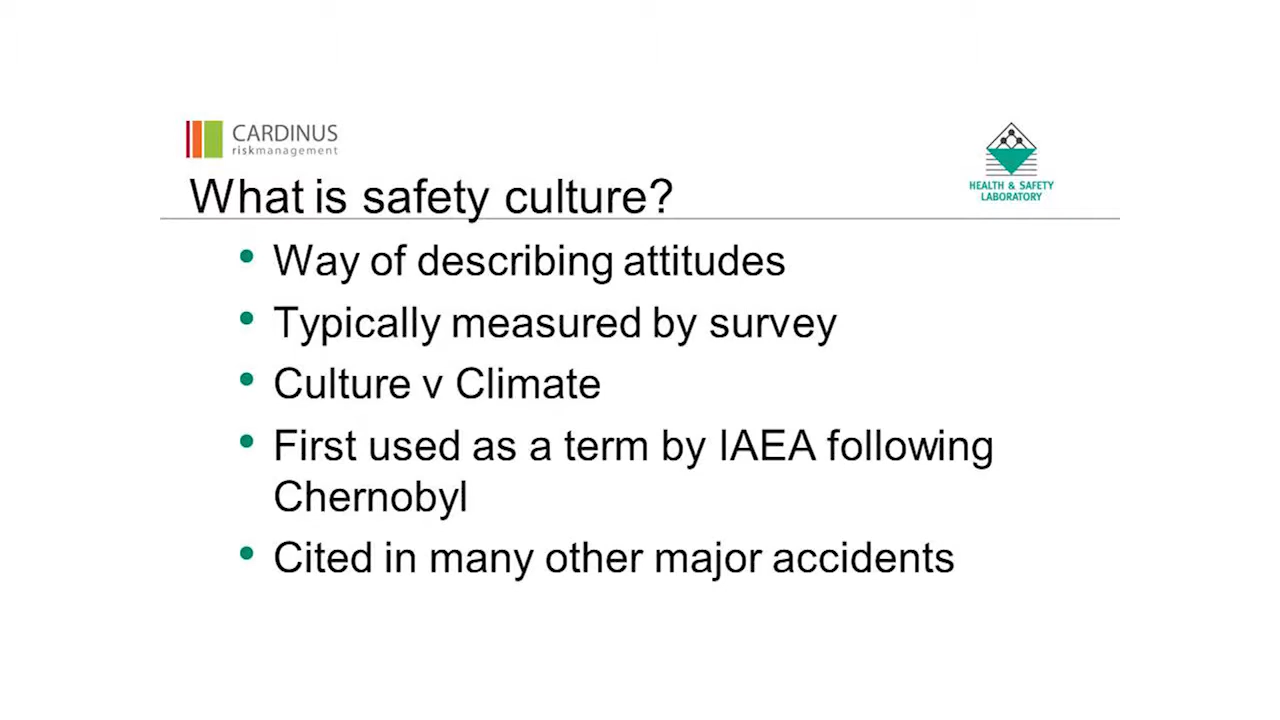 CARDINUS
riskmanagement
HEALTH & SAFETY
LABORATORY
What is safety culture?
• Way of describing attitudes
• Typically measured by survey
• Culture v Climate
• First used as a term by IAEA following
Chernobyl
• Cited in many other major accidents